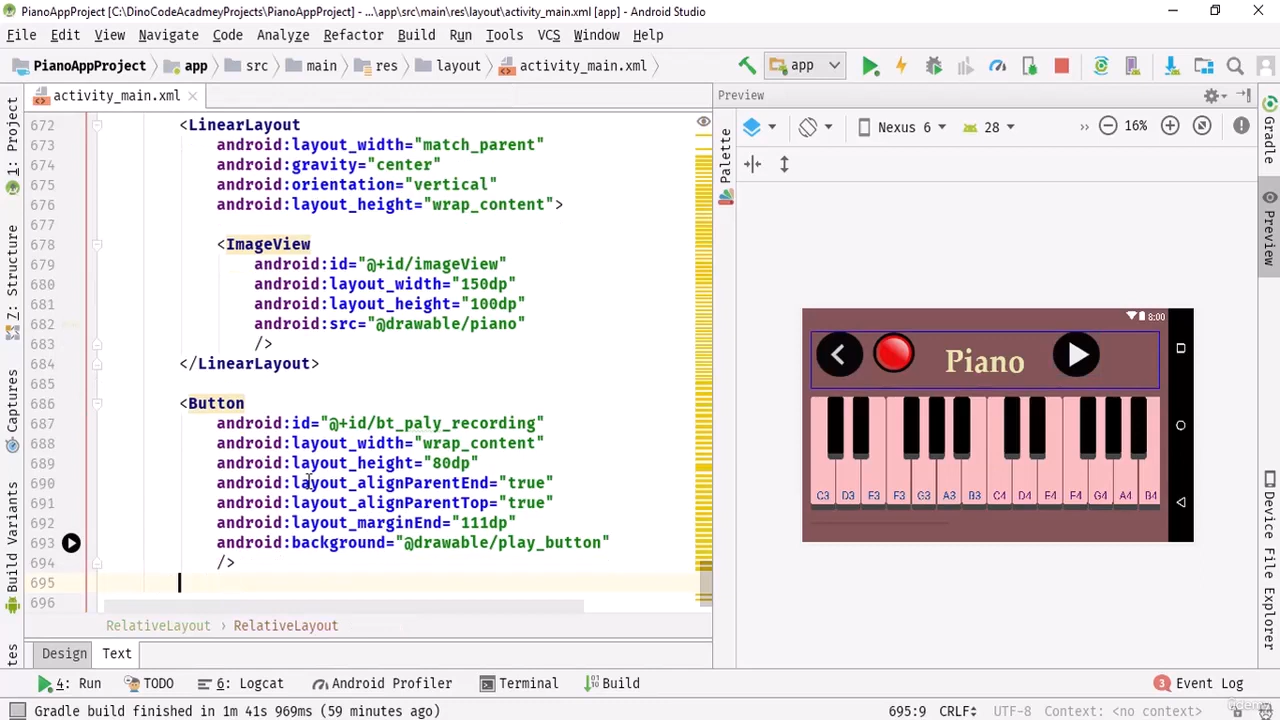 PianoAppProject [C:\DinoCodeAcadmeyProjects\PianoAppProject] - ...\app\src\main\res\layout\activity_main.xml [app] - Android Studio
File Edit View Navigate Code Analyze Refactor Build Run Tools VCS Window Help
PianoAppProject app src main res layout activity_main.xml app
activity_main.xml
Preview
Nexus 6 28 16%
672 <LinearLayout
673 android:layout_width="match_parent"
674 android:gravity="center"
675 android:orientation="vertical"
676 android:layout_height="wrap_content">
677
678 <ImageView
679 android:id="@+id/imageView"
680 android:layout_width="150dp"
681 android:layout_height="100dp"
682 android:src="@drawable/piano"
683 />
684 </LinearLayout>
685
686 <Button
687 android:id="@+id/bt_paly_recording"
688 android:layout_width="wrap_content"
689 android:layout_height="80dp"
690 android:layout_alignParentEnd="true"
691 android:layout_alignParentTop="true"
692 android:layout_marginEnd="111dp"
693 android:background="@drawable/play_button"
694 />
695
696
RelativeLayout › RelativeLayout
Design Text
1: Project
Z: Structure
Captures
Build Variants
Palette
8:00
Piano
C3 D3 F3 F3 G3 A3 B3 C4 D4 F4 F4 G4 A4 B4
Gradle
Preview
Device File Explorer
4: Run TODO 6: Logcat Android Profiler Terminal Build 3 Event Log
Gradle build finished in 1 m 41 s 969ms (59 minutes ago) 695:9 CRLF UTF-8 Context: <no context>